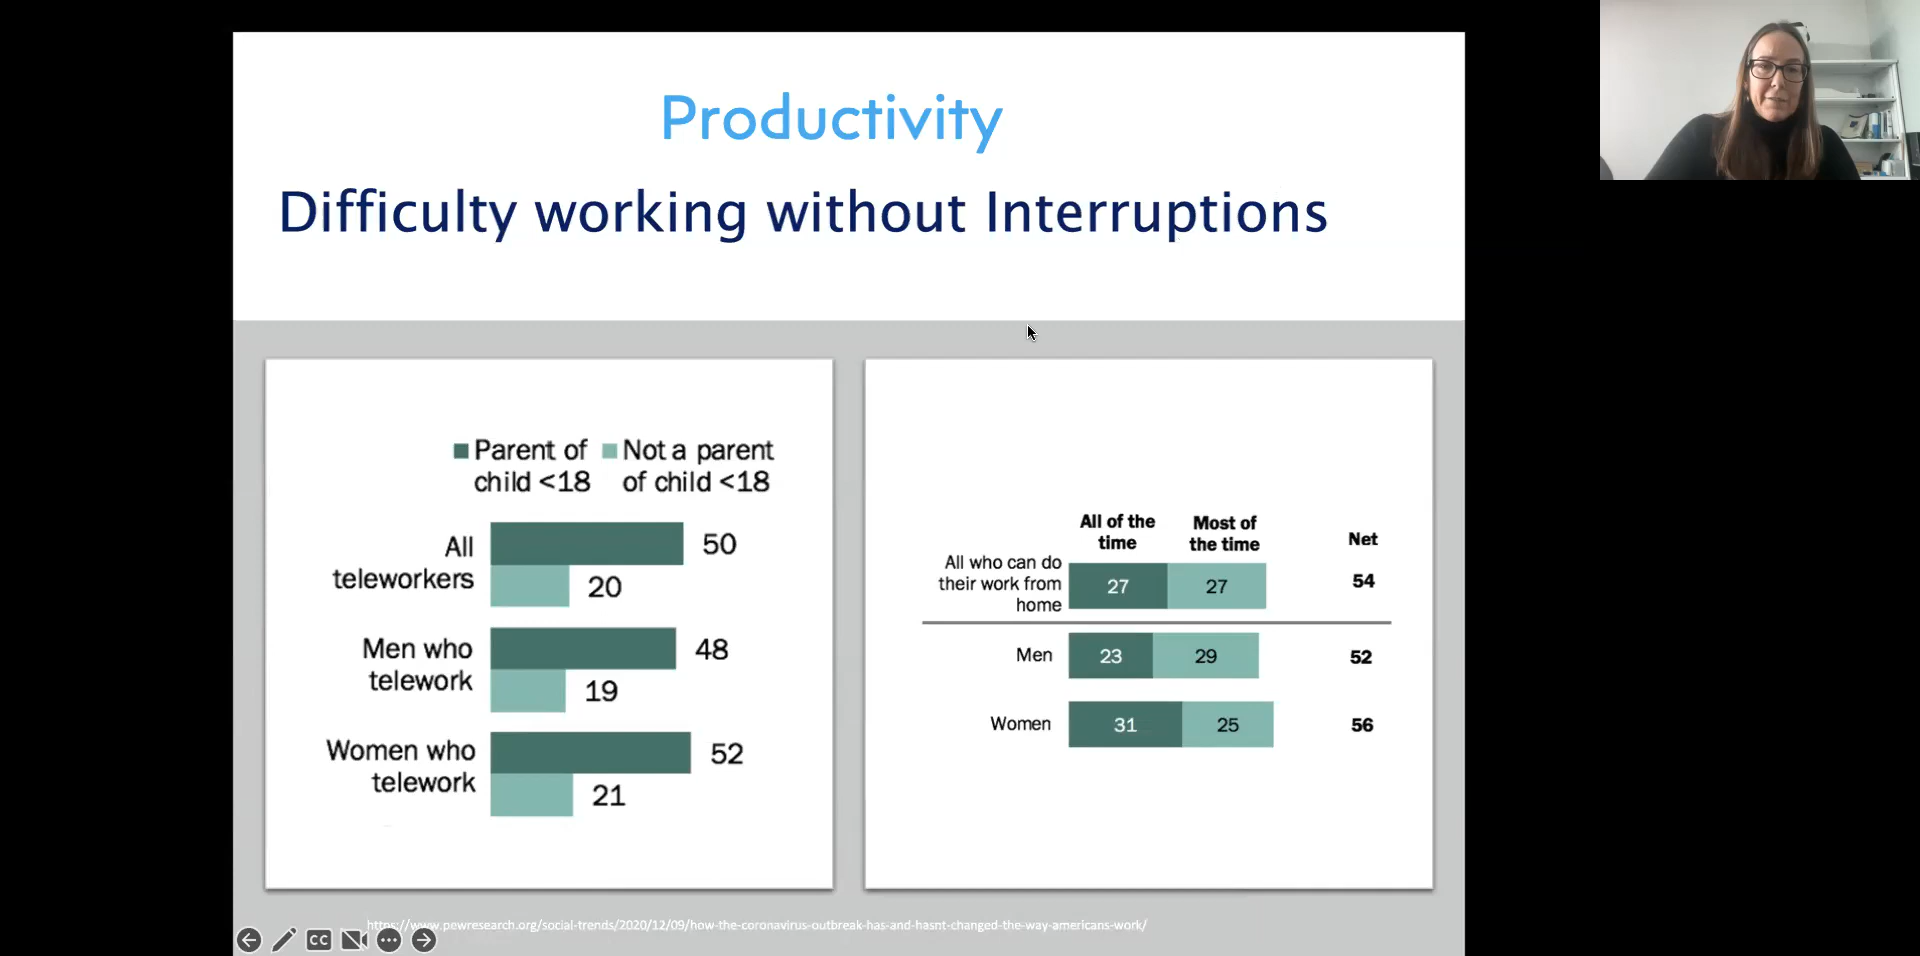 Productivity
Difficulty working without Interruptions
Parent of
child <18
Not a parent
of child <18
All
teleworkers
50
20
Men who
telework
48
19
Women who
telework
52
21
All of the
time
Most of
the time
Net
All who can do
their work from
home
27
27
54
Men
23
29
52
Women
31
25
56
https://www.pewresearch.org/social-trends/2020/12/09/how-the-coronavirus-outbreak-has-and-hasnt-changed-the-way-americans-work/
CC